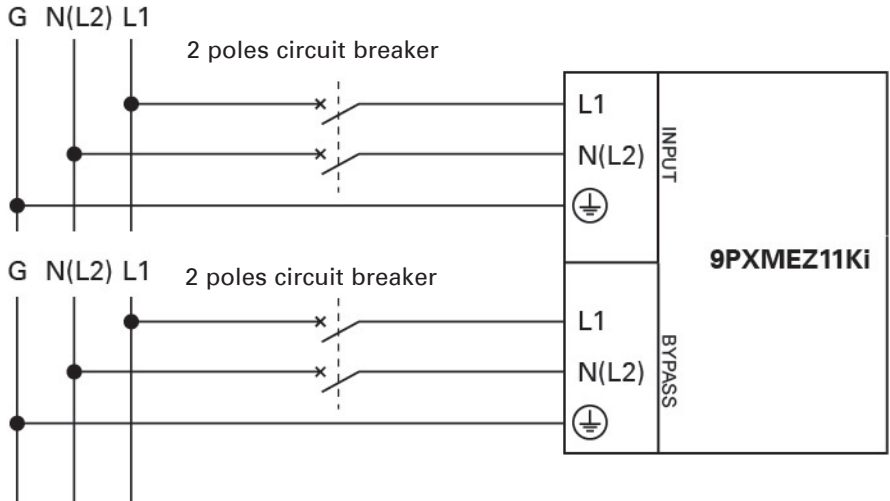 G N(L2) L1
2 poles circuit breaker
L1
N(L2)
INPUT
9PXMEZ11Ki
G N(L2) L1
2 poles circuit breaker
L1
N(L2)
BYPASS